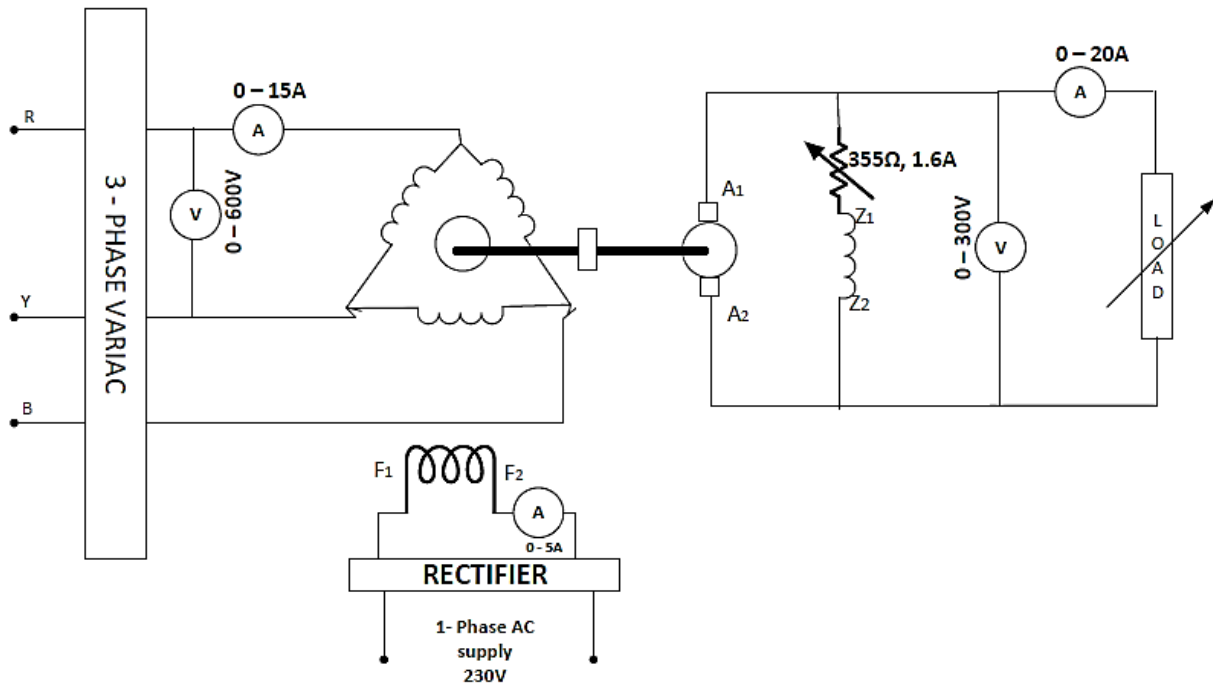 0 – 15A
0 – 20A
R
A
A
3 - PHASE VARIAC
0 – 600V
V
355Ω, 1.6A
A1
Z1
0 – 300V
V
LOAD
Y
A2
Z2
B
F1
F2
A
0 - 5A
RECTIFIER
1- Phase AC
supply
230V